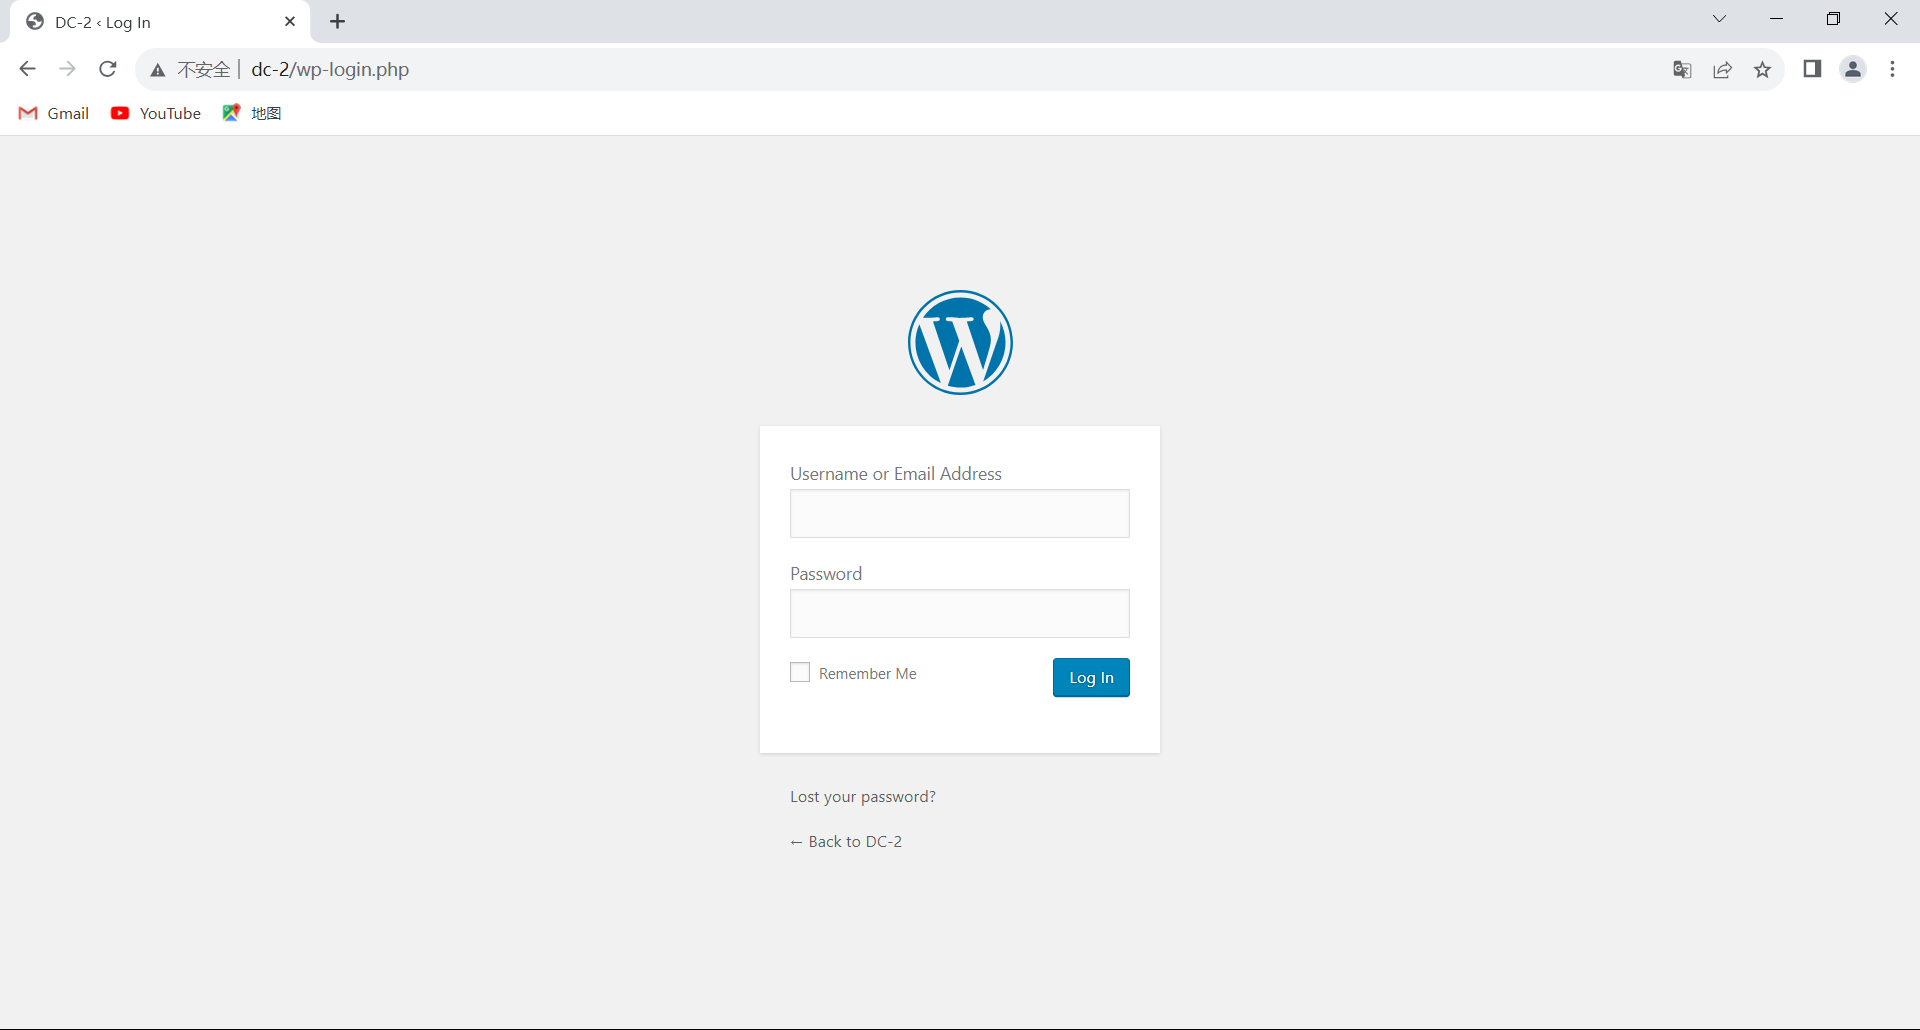 DC-2 ‹ Log In
不安全 dc-2/wp-login.php
Gmail YouTube 地图
Username or Email Address
Password
Remember Me Log In
Lost your password?
← Back to DC-2